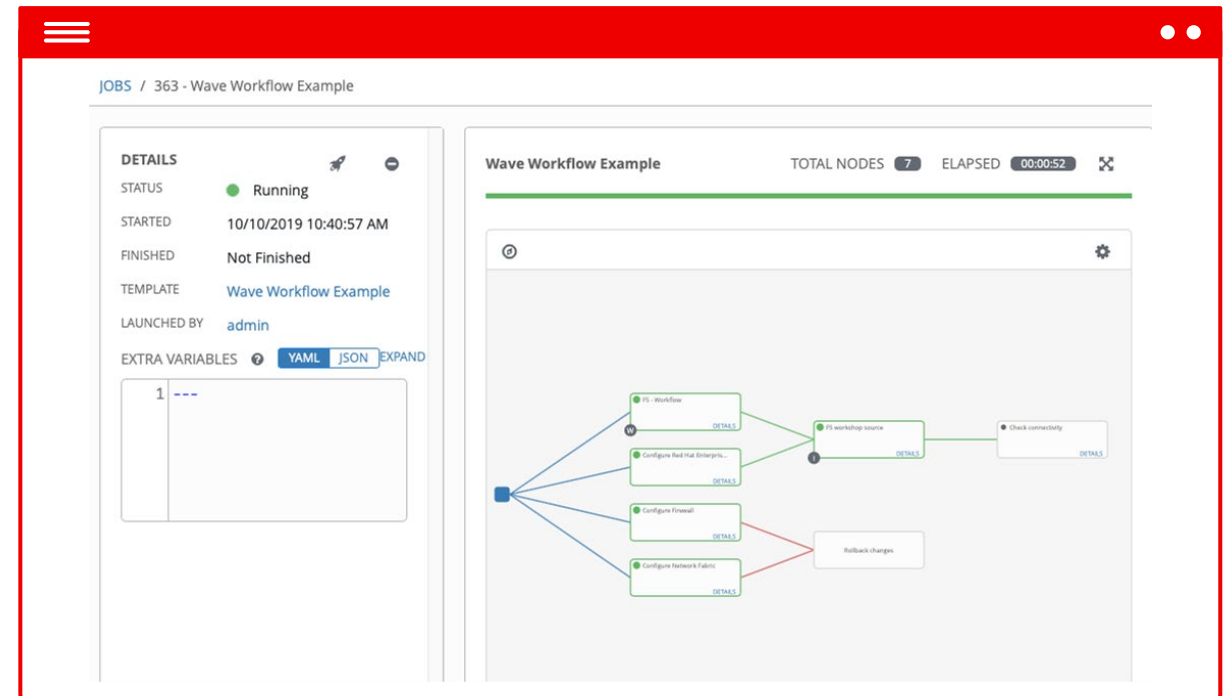 JOBS / 363 - Wave Workflow Example
DETAILS
STATUS Running
STARTED 10/10/2019 10:40:57 AM
FINISHED Not Finished
TEMPLATE Wave Workflow Example
LAUNCHED BY admin
EXTRA VARIABLES ? YAML JSON EXPAND
1 ---
Wave Workflow Example TOTAL NODES 7 ELAPSED 00:00:52
F5 - Workflow
W DETAILS
Configure Red Hat Enterpris...
DETAILS
Configure Firewall
DETAILS
Configure Network Fabric
DETAILS
F5 workshop source
I DETAILS
Rollback changes
Check connectivity
DETAILS